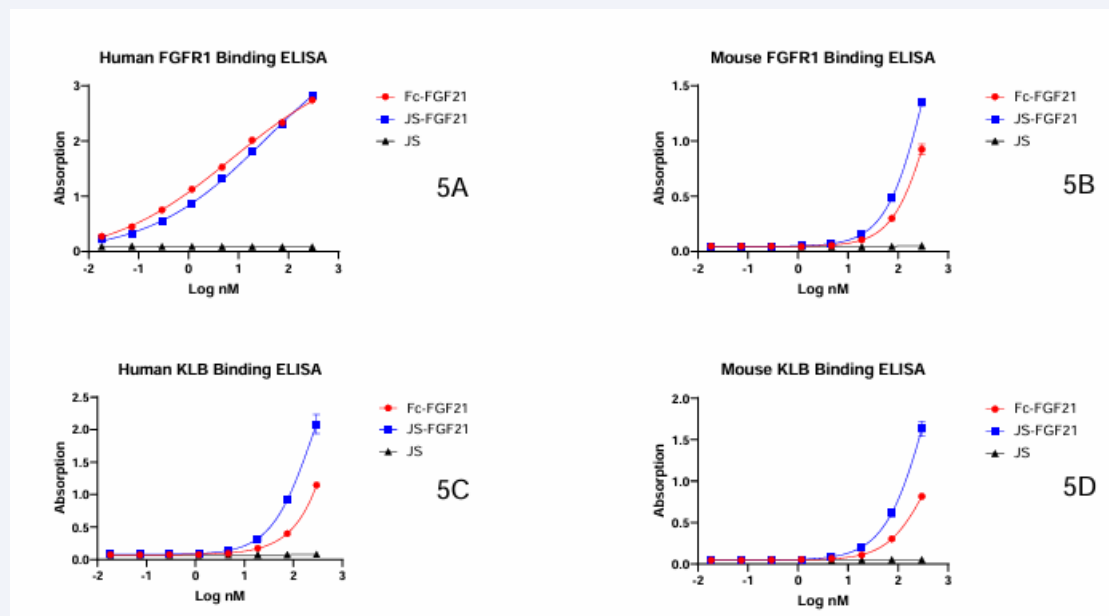 Human FGFR1 Binding ELISA
3
2
1
0
-2
-1
0
1
2
3
Absorption
Log nM
Fc-FGF21
JS-FGF21
JS
5A
Mouse FGFR1 Binding ELISA
1.5
1.0
0.5
0.0
-2
-1
0
1
2
3
Absorption
Log nM
Fc-FGF21
JS-FGF21
JS
5B
Human KLB Binding ELISA
2.5
2.0
1.5
1.0
0.5
0.0
-2
-1
0
1
2
3
Absorption
Log nM
Fc-FGF21
JS-FGF21
JS
5C
Mouse KLB Binding ELISA
2.0
1.5
1.0
0.5
0.0
-2
-1
0
1
2
3
Absorption
Log nM
Fc-FGF21
JS-FGF21
JS
5D